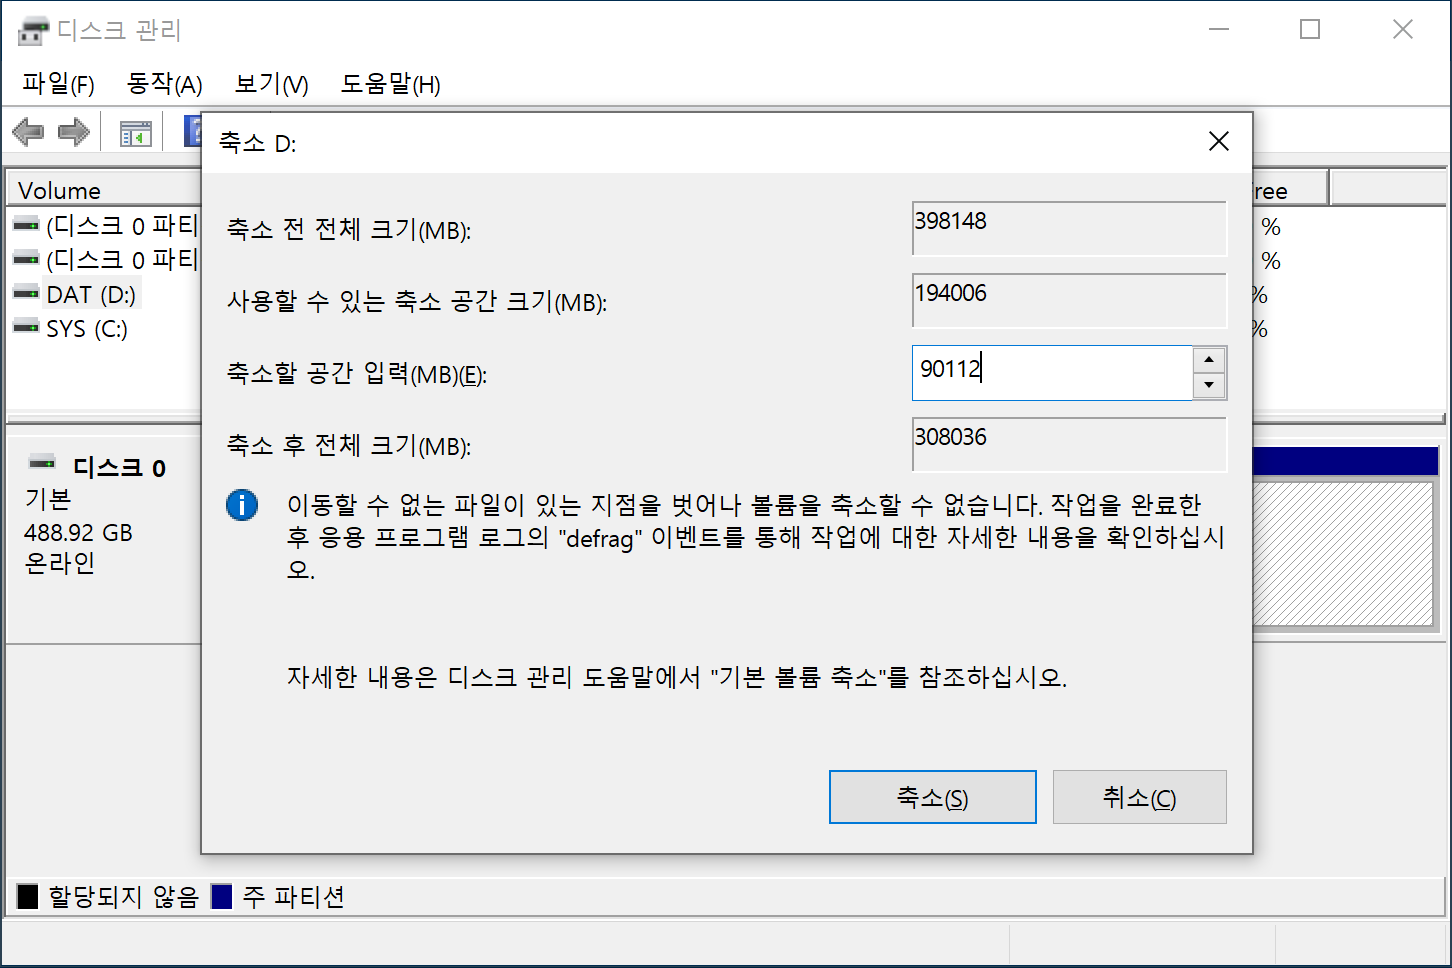 디스크 관리
파일(F) 동작(A) 보기(V) 도움말(H)
축소 D:
Volume
(디스크 0 파티
(디스크 0 파티
DAT (D:)
SYS (C:)
ree
%
%
%
%
축소 전 전체 크기(MB): 398148
사용할 수 있는 축소 공간 크기(MB): 194006
축소할 공간 입력(MB)(E): 90112
축소 후 전체 크기(MB): 308036
이동할 수 없는 파일이 있는 지점을 벗어나 볼륨을 축소할 수 없습니다. 작업을 완료한
후 응용 프로그램 로그의 "defrag" 이벤트를 통해 작업에 대한 자세한 내용을 확인하십시
오.
자세한 내용은 디스크 관리 도움말에서 "기본 볼륨 축소"를 참조하십시오.
축소(S) 취소(C)
디스크 0
기본
488.92 GB
온라인
할당되지 않음 주 파티션